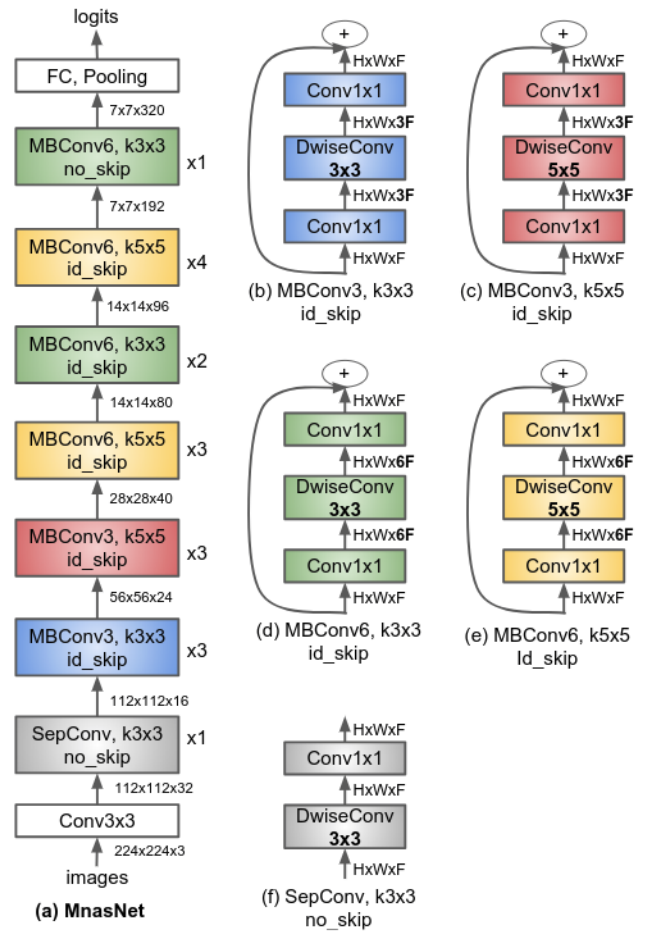 logits
FC, Pooling
7x7x320
MBConv6, k3x3
no_skip
x1
7x7x192
MBConv6, k5x5
id_skip
x4
14x14x96
MBConv6, k3x3
id_skip
x2
14x14x80
MBConv6, k5x5
id_skip
x3
28x28x40
MBConv3, k5x5
id_skip
x3
56x56x24
MBConv3, k3x3
id_skip
x3
112x112x16
SepConv, k3x3
no_skip
x1
112x112x32
Conv3x3
224x224x3
images
(a) MnasNet
+
HxWxF
Conv1x1
HxWx3F
DwiseConv
3x3
HxWx3F
Conv1x1
HxWxF
(b) MBConv3, k3x3
id_skip
+
HxWxF
Conv1x1
HxWx3F
DwiseConv
5x5
HxWx3F
Conv1x1
HxWxF
(c) MBConv3, k5x5
id_skip
+
HxWxF
Conv1x1
HxWx6F
DwiseConv
3x3
HxWx6F
Conv1x1
HxWxF
(d) MBConv6, k3x3
id_skip
+
HxWxF
Conv1x1
HxWx6F
DwiseConv
5x5
HxWx6F
Conv1x1
HxWxF
(e) MBConv6, k5x5
Id_skip
HxWxF
Conv1x1
HxWxF
DwiseConv
3x3
HxWxF
(f) SepConv, k3x3
no_skip